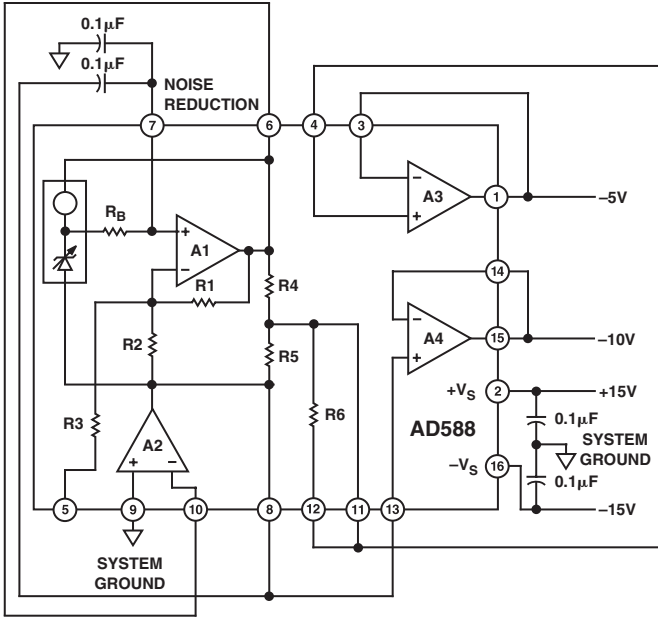 0.1µF
0.1µF
NOISE
REDUCTION
7
6
4
3
RB
+
A1
−
R1
R4
R2
R5
R3
R6
A2
+
−
−
A3
+
1
−5V
14
−
A4
+
15
−10V
+VS
2
+15V
AD588
0.1µF
SYSTEM
GROUND
−VS
16
0.1µF
−15V
5
9
10
8
12
11
13
SYSTEM
GROUND